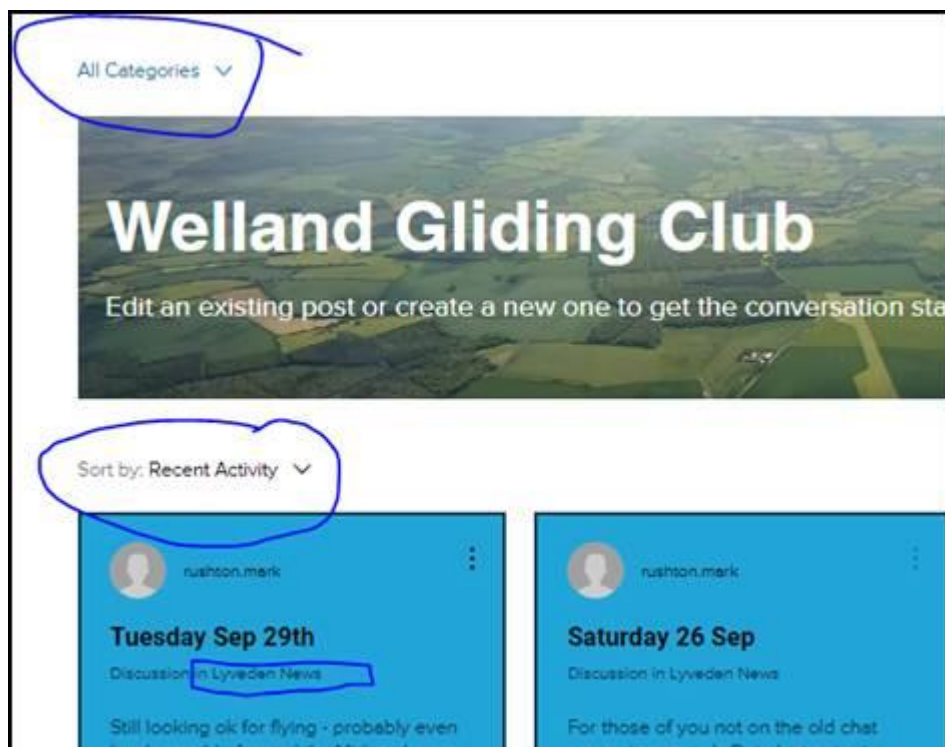 All Categories
Welland Gliding Club
Edit an existing post or create a new one to get the conversation sta
Sort by: Recent Activity
rushton.mark
Tuesday Sep 29th
Discussion in Lyveden News
Still looking ok for flying - probably even
rushton.mark
Saturday 26 Sep
Discussion in Lyveden News
For those of you not on the old chat